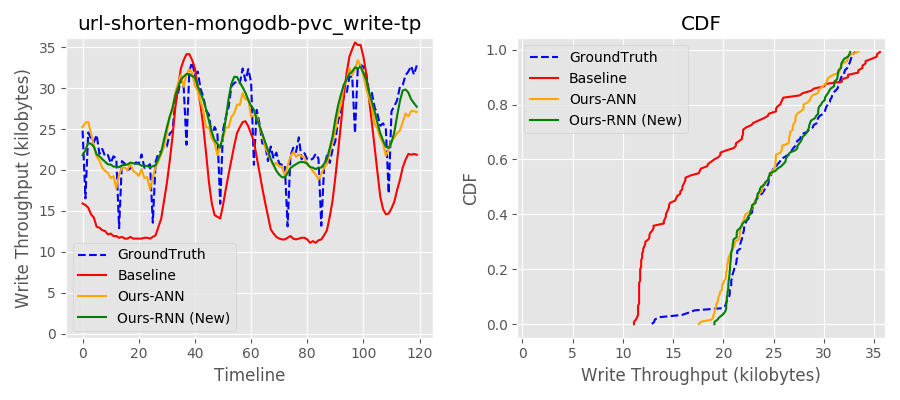 url-shorten-mongodb-pvc_write-tp
Write Throughput (kilobytes)
35
30
25
20
15
10
5
0
GroundTruth
Baseline
Ours-ANN
Ours-RNN (New)
0 20 40 60 80 100 120
Timeline
CDF
CDF
1.0
0.8
0.6
0.4
0.2
0.0
GroundTruth
Baseline
Ours-ANN
Ours-RNN (New)
0 5 10 15 20 25 30 35
Write Throughput (kilobytes)